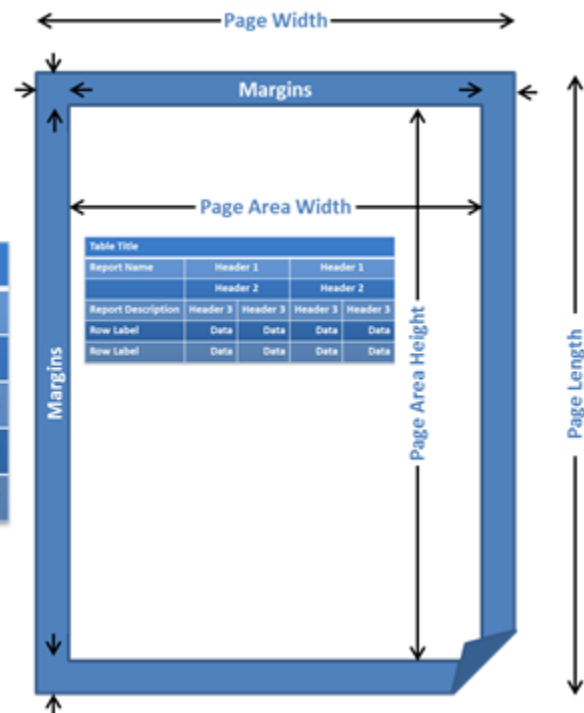 Page Width
Margins
Page Area Width
Table Title
Report Name Header 1 Header 1
Header 2 Header 2
Report Description Header 3 Header 3 Header 3 Header 3
Row Label Data Data Data Data
Row Label Data Data Data Data
Margins
Page Area Height
Page Length